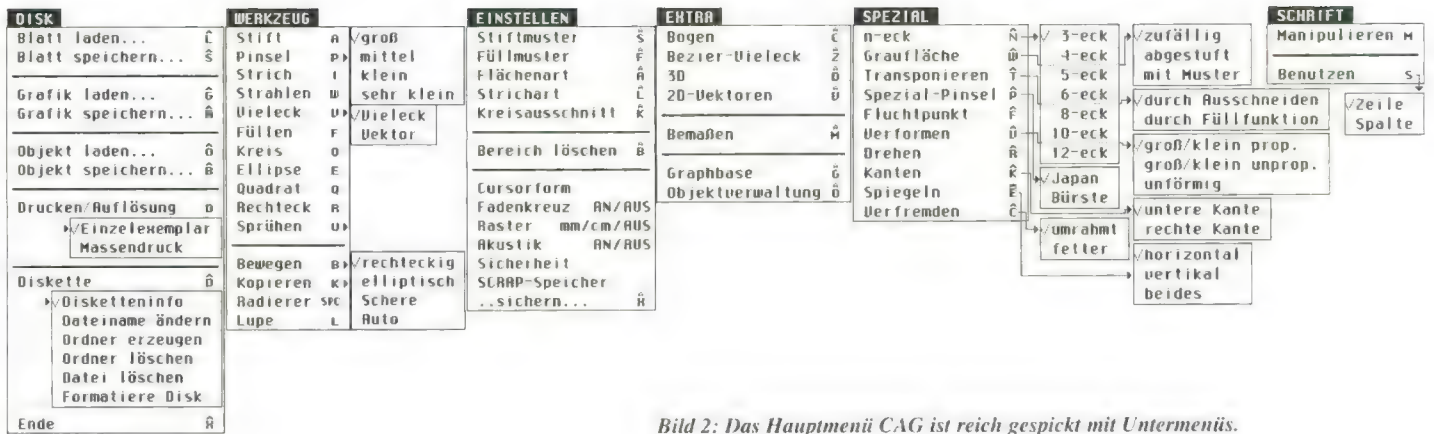 DISK
Blatt laden... L
Blatt speichern... S
Grafik laden... G
Grafik speichern... A
Objekt laden... O
Objekt speichern... B
Drucken/Auflösung D
√Einzelexemplar
Massendruck
Diskette D
√Disketteninfo
Dateiname ändern
Ordner erzeugen
Ordner löschen
Datei löschen
Formatiere Disk
Ende
WERKZEUG
Stift A
Pinsel P
Strich I
Strahlen W
Vieleck V
Füllen F
Kreis O
Ellipse E
Quadrat Q
Rechteck R
Sprühen U
Bewegen B
Kopieren K
Radierer SPC
Lupe L
√groß
mittel
klein
sehr klein
√Vieleck
Vektor
√rechteckig
elliptisch
Schere
Auto
EINSTELLEN
Stiftmuster S
Füllmuster F
Flächenart A
Strichart L
Kreisausschnitt K
Bereich löschen B
Cursorform
Fadenkreuz AN/AUS
Raster mm/cm/AUS
Akustik AN/AUS
Sicherheit
SCRAP-Speicher
..sichern...
EXTRA
Bogen C
Bezier-Vieleck Z
3D
2D-Vektoren
Bemaßen M
Graphbase G
Objektverwaltung O
SPEZIAL
n-eck N
Graufläche W
Transponieren T
Spezial-Pinsel P
Fluchtpunkt F
Verformen
Drehen R
Kanten K
Spiegeln E
Verfremden C
√ 3-eck
4-eck
5-eck
6-eck
8-eck
10-eck
12-eck
√Japan
Bürste
√umrahmt
fetter
√zufällig
abgestuft
mit Muster
√durch Ausschneiden
durch Füllfunktion
√groß/klein prop.
groß/klein unprop.
unförmig
√untere Kante
rechte Kante
√horizontal
vertikal
beides
SCHRIFT
Manipulieren M
Benutzen S
√Zeile
Spalte
Bild 2: Das Hauptmenü CAG ist reich gespickt mit Untermenüs.